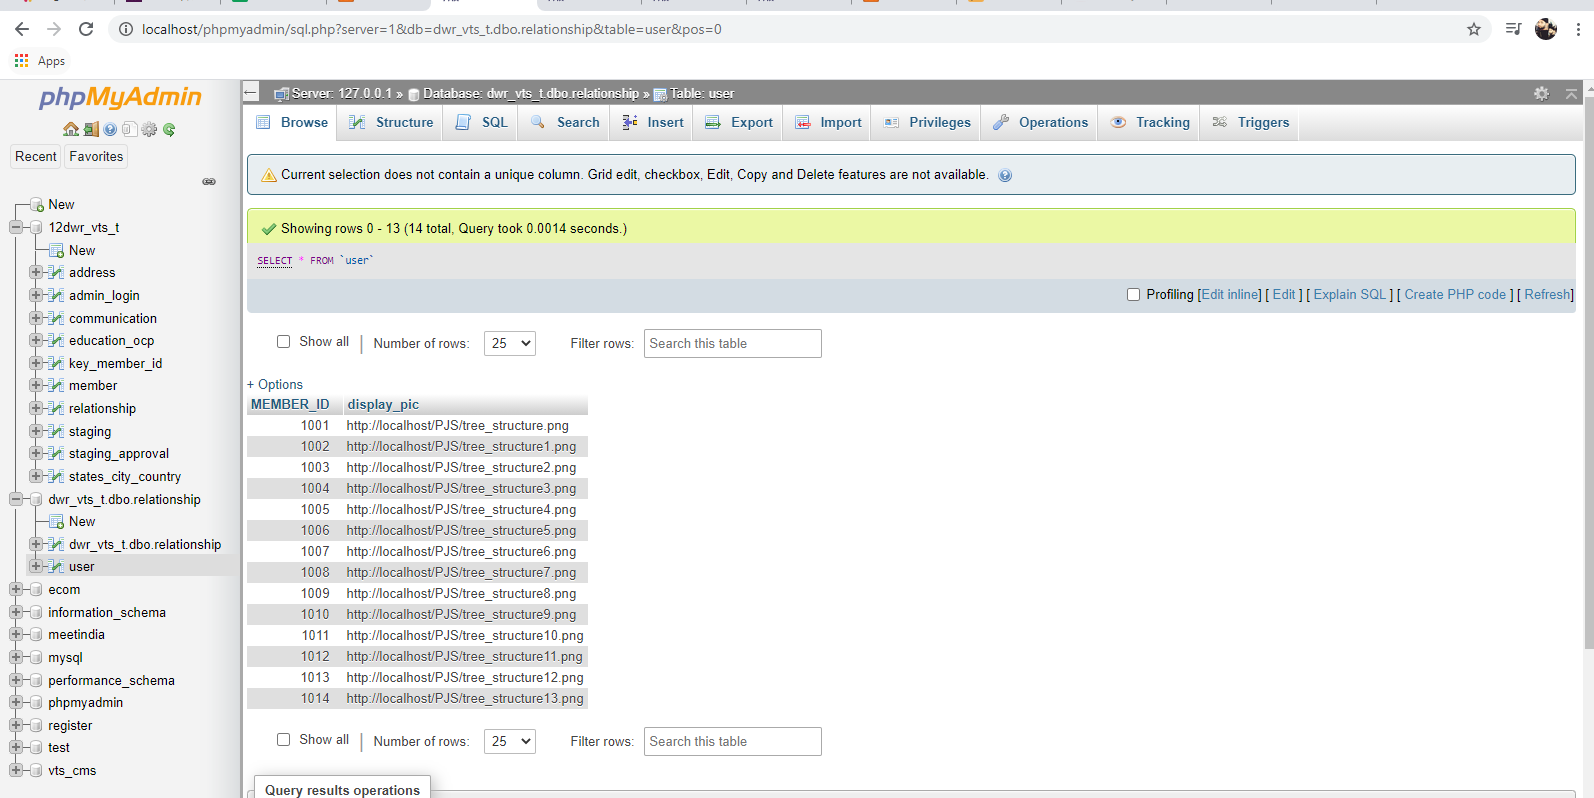 localhost/phpmyadmin/sql.php?server=1&db=dwr_vts_t.dbo.relationship&table=user&pos=0
Apps
phpMyAdmin
Recent Favorites
New
12dwr_vts_t
New
address
admin_login
communication
education_ocp
key_member_id
member
relationship
staging
staging_approval
states_city_country
dwr_vts_t.dbo.relationship
New
dwr_vts_t.dbo.relationship
user
ecom
information_schema
meetindia
mysql
performance_schema
phpmyadmin
register
test
vts_cms
Server: 127.0.0.1 » Database: dwr_vts_t.dbo.relationship » Table: user
Browse Structure SQL Search Insert Export Import Privileges Operations Tracking Triggers
Current selection does not contain a unique column. Grid edit, checkbox, Edit, Copy and Delete features are not available.
Showing rows 0 - 13 (14 total, Query took 0.0014 seconds.)
SELECT * FROM `user`
Profiling [Edit inline] [ Edit ] [ Explain SQL ] [ Create PHP code ] [ Refresh]
Show all | Number of rows: 25 Filter rows: Search this table
+ Options
MEMBER_ID display_pic
1001 http://localhost/PJS/tree_structure.png
1002 http://localhost/PJS/tree_structure1.png
1003 http://localhost/PJS/tree_structure2.png
1004 http://localhost/PJS/tree_structure3.png
1005 http://localhost/PJS/tree_structure4.png
1006 http://localhost/PJS/tree_structure5.png
1007 http://localhost/PJS/tree_structure6.png
1008 http://localhost/PJS/tree_structure7.png
1009 http://localhost/PJS/tree_structure8.png
1010 http://localhost/PJS/tree_structure9.png
1011 http://localhost/PJS/tree_structure10.png
1012 http://localhost/PJS/tree_structure11.png
1013 http://localhost/PJS/tree_structure12.png
1014 http://localhost/PJS/tree_structure13.png
Show all | Number of rows: 25 Filter rows: Search this table
Query results operations